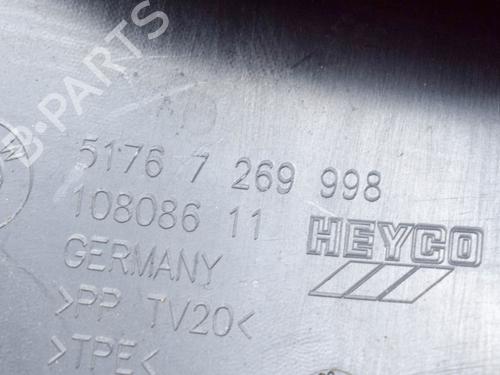 B-PARTS
5176 7 269 998
108086 11
HEYCO
GERMANY
>PP TV20<
>TPE<